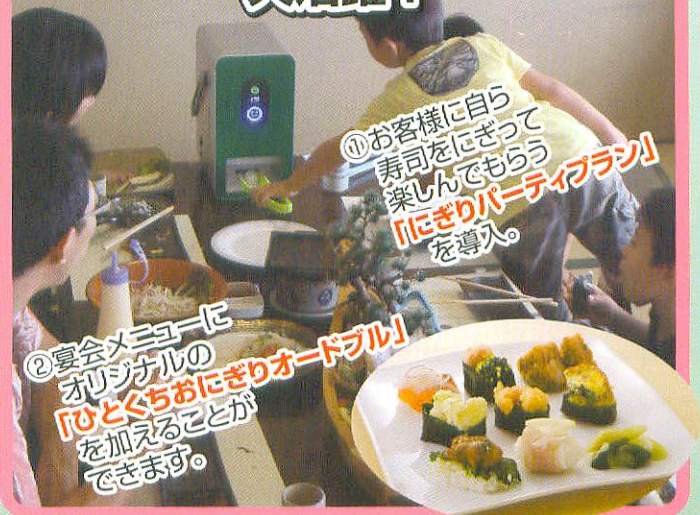 ①お客様に自ら
寿司をにぎって
楽しんでもらう
「にぎりパーティプラン」
を導入。
②宴会メニューに
オリジナルの
「ひとくちおにぎりオードブル」
を加えることが
できます。